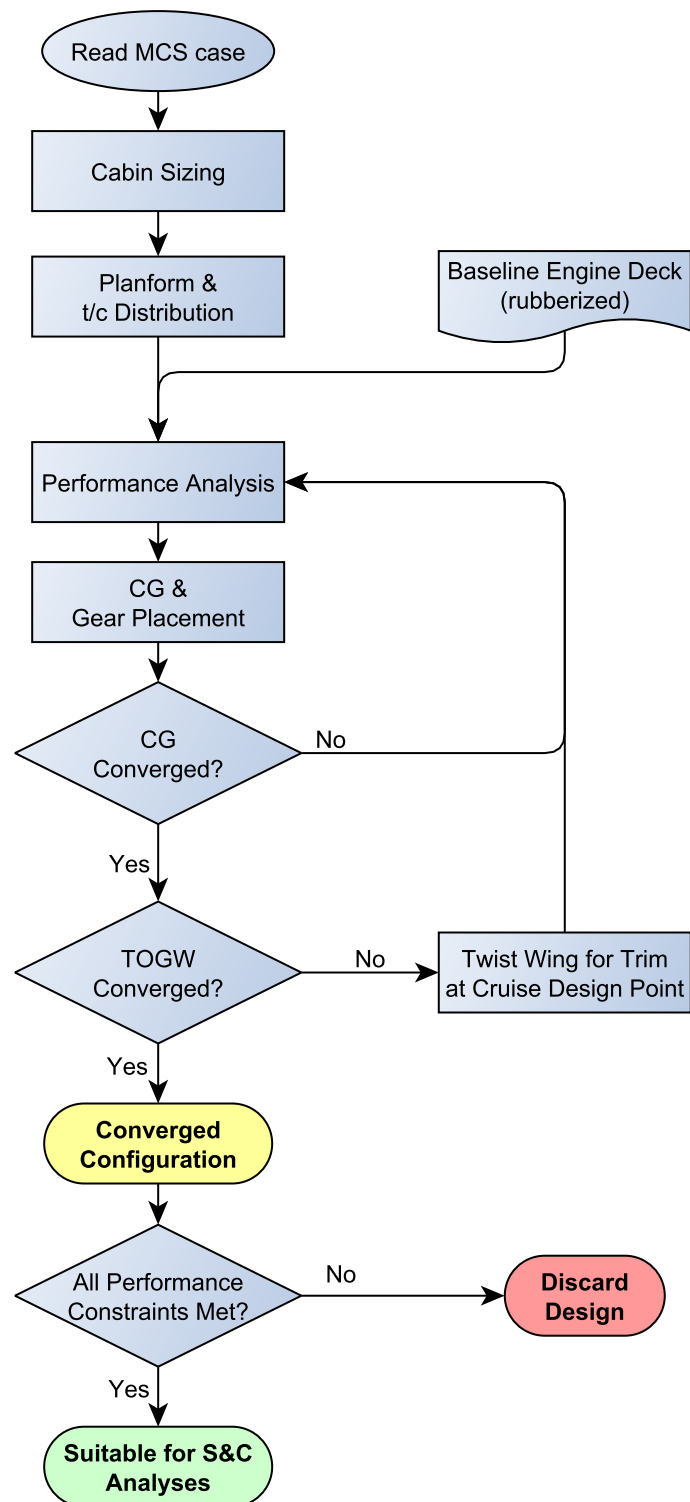 Read MCS case
Cabin Sizing
Planform &
t/c Distribution
Baseline Engine Deck
(rubberized)
Performance Analysis
CG &
Gear Placement
CG
Converged?
No
Yes
TOGW
Converged?
No
Twist Wing for Trim
at Cruise Design Point
Yes
Converged
Configuration
All Performance
Constraints Met?
No
Discard
Design
Yes
Suitable for S&C
Analyses